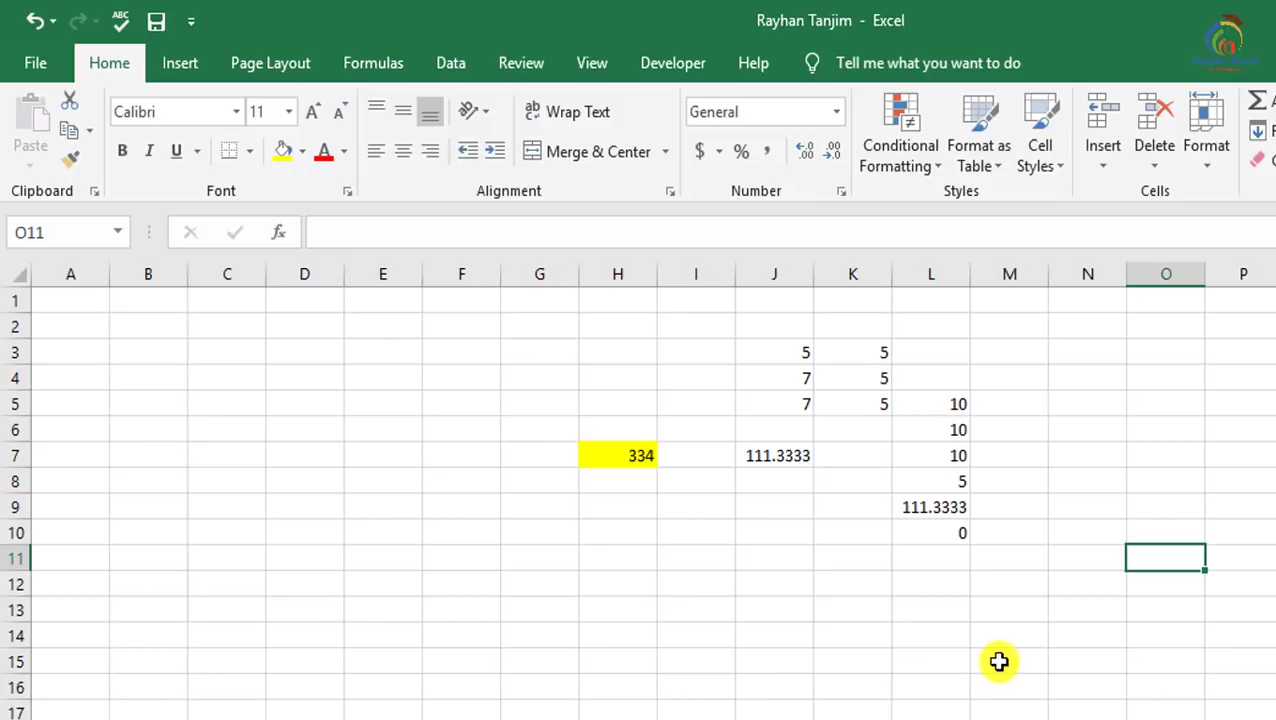 Rayhan Tanjim - Excel
File Home Insert Page Layout Formulas Data Review View Developer Help Tell me what you want to do
Calibri 11 Wrap Text General
Paste B I U Merge & Center $ % Conditional Formatting Format as Table Cell Styles Insert Delete Format
Clipboard Font Alignment Number Styles Cells
O11 fx
A B C D E F G H I J K L M N O P
1
2
3 5 5
4 7 5
5 7 5 10
6 10
7 334 111.3333 10
8 5
9 111.3333
10 0
11
12
13
14
15
16
17